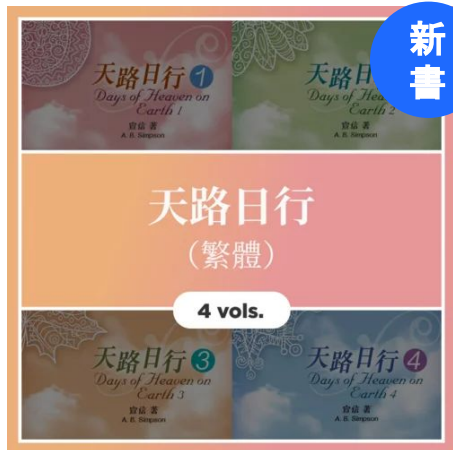 新
書
天路日行 1
Days of Heaven on
Earth 1
宣信 著
A. B. Simpson
天路日
Days of Hea
Earth 2
宣信 著
A. B. Simpson
天路日行
（繁體）
4 vols.
天路日行 3
Days of Heaven on
Earth 3
宣信 著
A. B. Simpson
天路日行 4
Days of Heaven on
Earth 4
宣信 著
A. B. Simpson